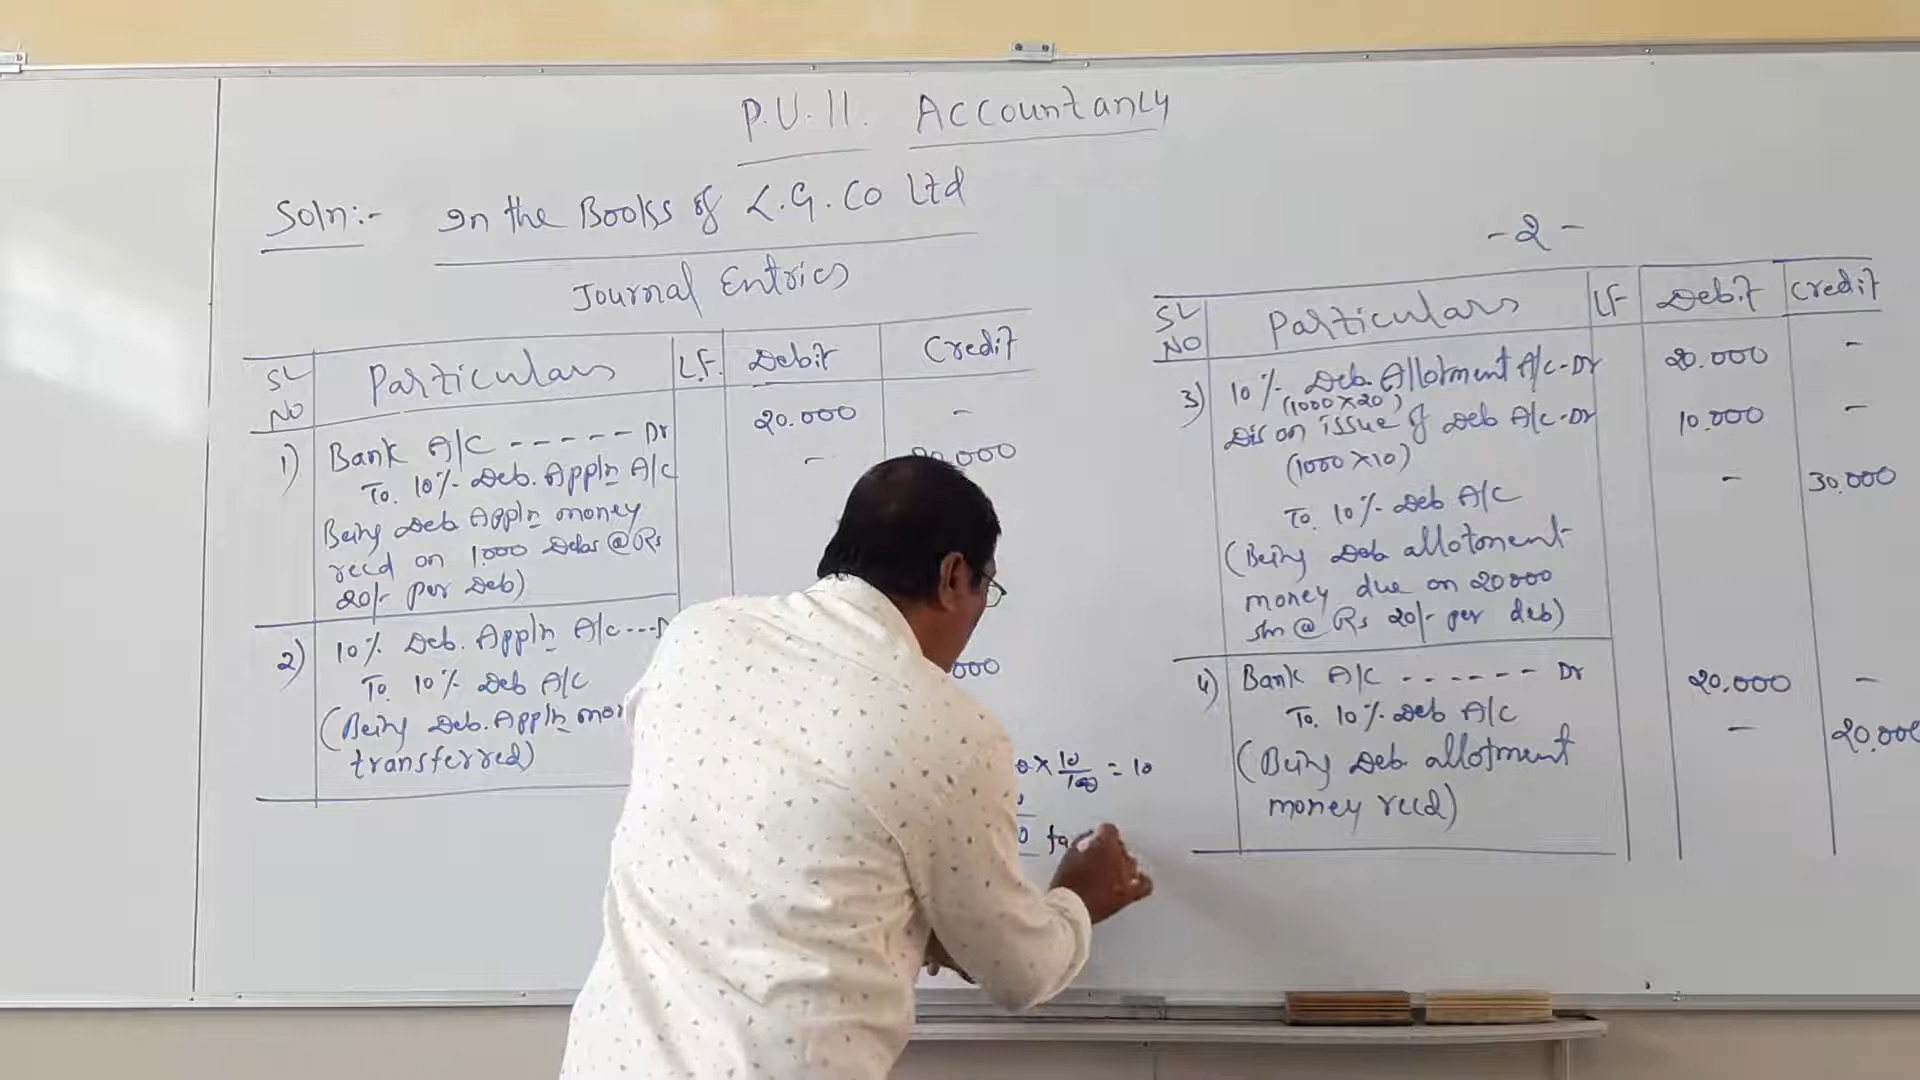 P.U.II. Accountancy
Soln:- In the Books of L.G. Co Ltd
Journal Entries
SL NO Particulars L.F. Debit Credit
1) Bank A/C ----- Dr 20.000 -
To. 10% Deb. Appln A/C -
Being Deb Appln money
recd on 1.000 Debs @ Rs
20/- per Deb)
2) 10% Deb. Appln A/c ---
To 10% Deb A/C 000
(Being Deb. Appln
transferred)
× 10/100 = 10
-2-
SL NO Particulars LF Debit Credit
3) 10% Deb. Allotment A/c-Dr 20.000 -
(1000×20)
Dis on issue of Deb A/c-Dr 10.000 -
(1000×10)
To. 10% Deb A/C - 30.000
(Being Deb allotment
money due on 20000
@ Rs 20/- per deb)
4) Bank A/C ------ Dr 20.000 -
To. 10% Deb A/C - 20.000
(Being Deb allotment
money recd)